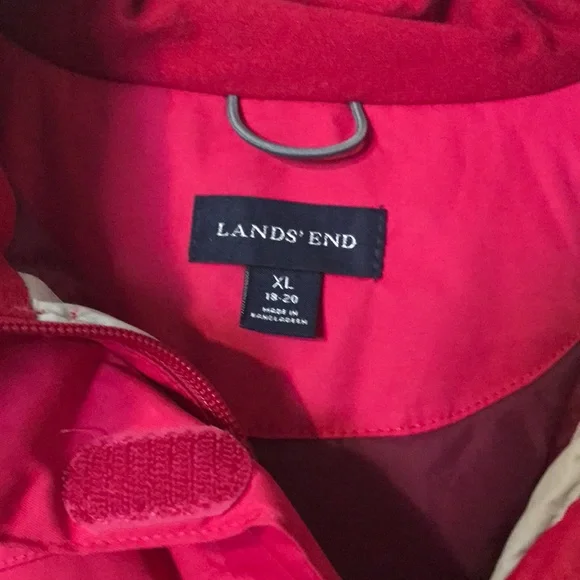 LANDS' END
XL
18-20
MADE IN
BANGLADESH